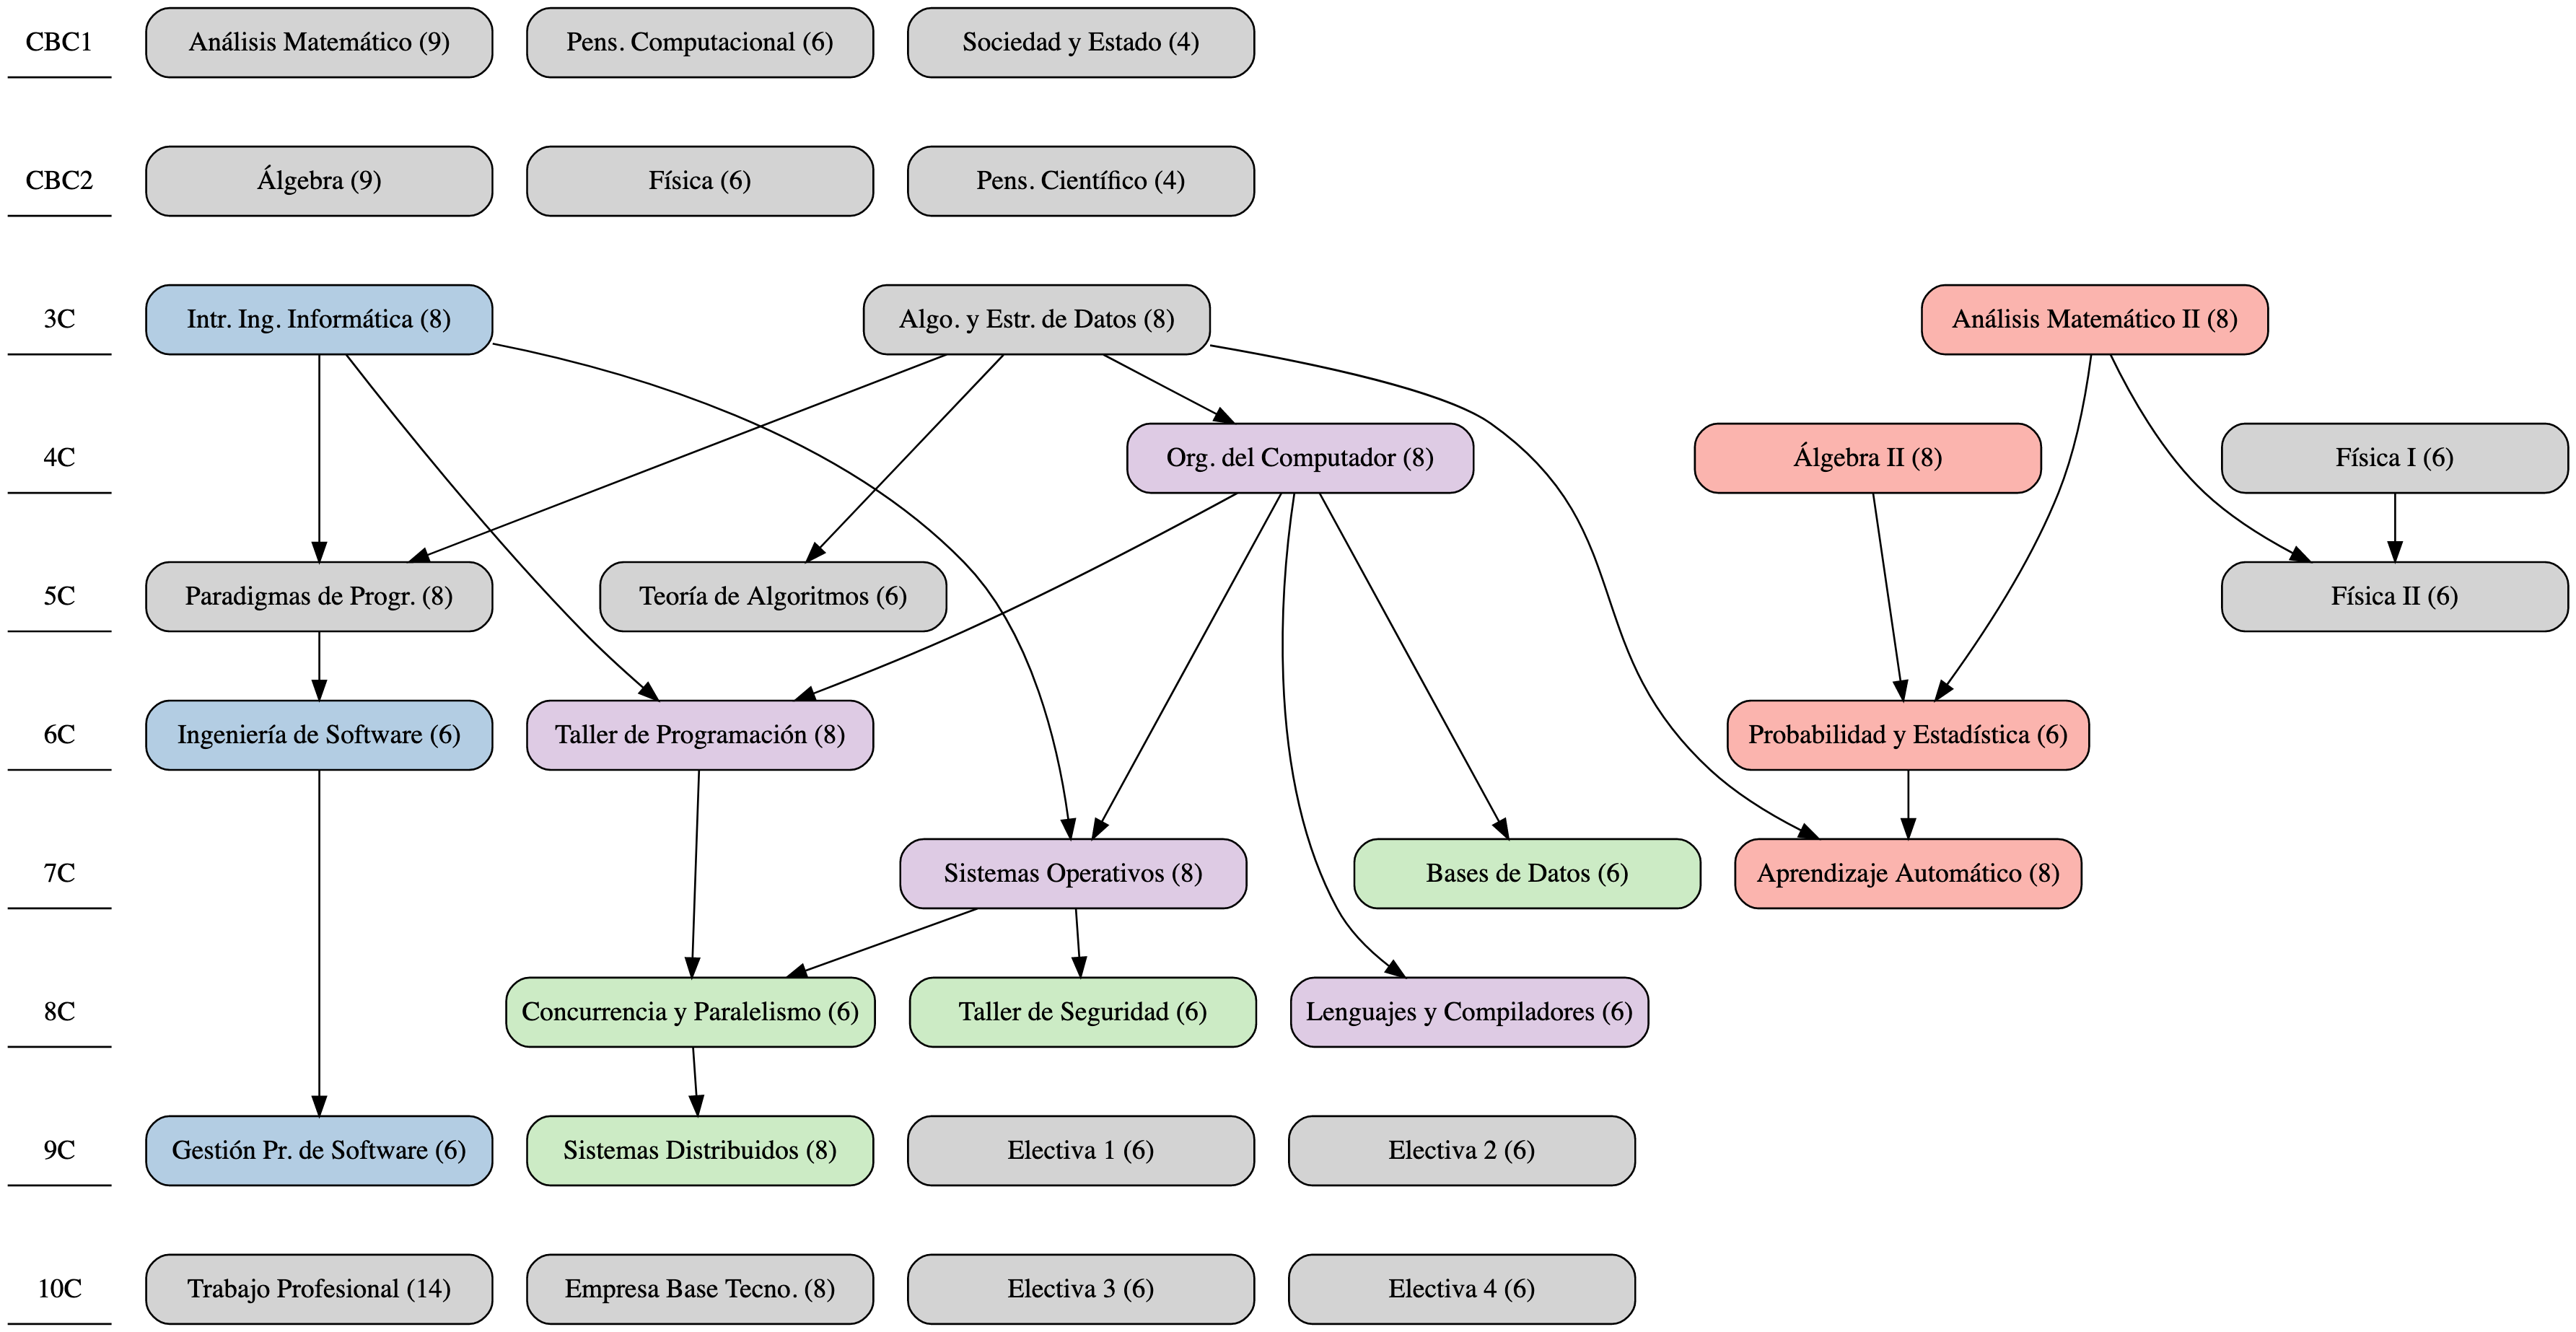 CBC1
Análisis Matemático (9)
Pens. Computacional (6)
Sociedad y Estado (4)
CBC2
Álgebra (9)
Física (6)
Pens. Científico (4)
3C
Intr. Ing. Informática (8)
Algo. y Estr. de Datos (8)
Análisis Matemático II (8)
4C
Org. del Computador (8)
Álgebra II (8)
Física I (6)
5C
Paradigmas de Progr. (8)
Teoría de Algoritmos (6)
Física II (6)
6C
Ingeniería de Software (6)
Taller de Programación (8)
Probabilidad y Estadística (6)
7C
Sistemas Operativos (8)
Bases de Datos (6)
Aprendizaje Automático (8)
8C
Concurrencia y Paralelismo (6)
Taller de Seguridad (6)
Lenguajes y Compiladores (6)
9C
Gestión Pr. de Software (6)
Sistemas Distribuidos (8)
Electiva 1 (6)
Electiva 2 (6)
10C
Trabajo Profesional (14)
Empresa Base Tecno. (8)
Electiva 3 (6)
Electiva 4 (6)